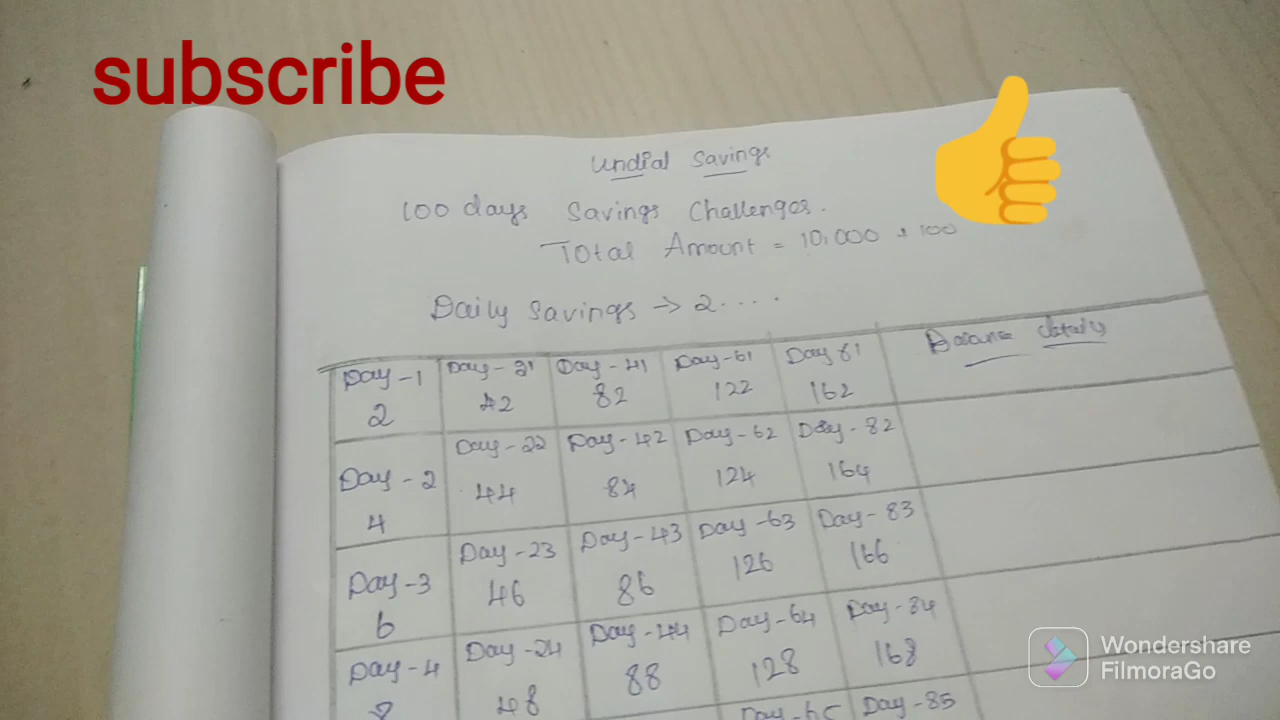 subscribe
Undial Savings
100 days Savings Challenges.
Total Amount = 10,000 + 100
Daily Savings → 2....
Day-1 Day-21 Day-41 Day-61 Day 81 details
2 42 82 122 162
Day-2 Day-22 Day-42 Day-62 Day-82
4 44 84 124 164
Day-3 Day-23 Day-43 Day-63 Day-83
6 46 86 126 166
Day-4 Day-24 Day-44 Day-64 Day-84
8 48 88 128 168
Day-65 Day-85
Wondershare
FilmoraGo